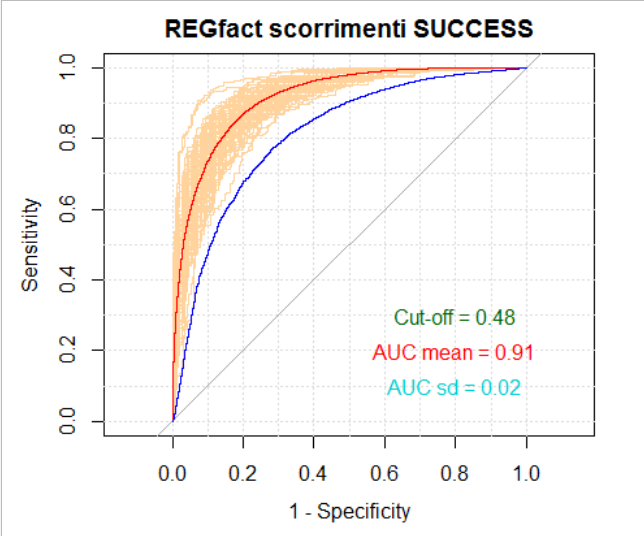 REGfact scorrimenti SUCCESS
Sensitivity
1.0
0.8
0.6
0.4
0.2
0.0
Cut-off = 0.48
AUC mean = 0.91
AUC sd = 0.02
0.0 0.2 0.4 0.6 0.8 1.0
1 - Specificity